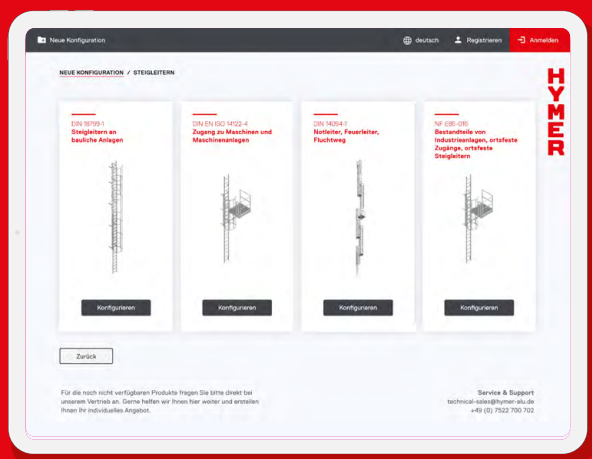 Neue Konfiguration
deutsch
Registrieren
Anmelden
NEUE KONFIGURATION / STEIGLEITERN
HYMER
DIN 18799-1
Steigleitern an
bauliche Anlagen
Konfigurieren
DIN EN ISO 14122-4
Zugang zu Maschinen und
Maschinenanlagen
Konfigurieren
DIN 14094-1
Notleiter, Feuerleiter,
Fluchtweg
Konfigurieren
NF E85-016
Bestandteile von
Industrieanlagen, ortsfeste
Zugänge, ortsfeste
Steigleitern
Konfigurieren
Zurück
Für die noch nicht verfügbaren Produkte fragen Sie bitte direkt bei
unserem Vertrieb an. Gerne helfen wir Ihnen hier weiter und erstellen
Ihnen Ihr individuelles Angebot.
Service & Support
technical-sales@hymer-alu.de
+49 (0) 7522 700 702